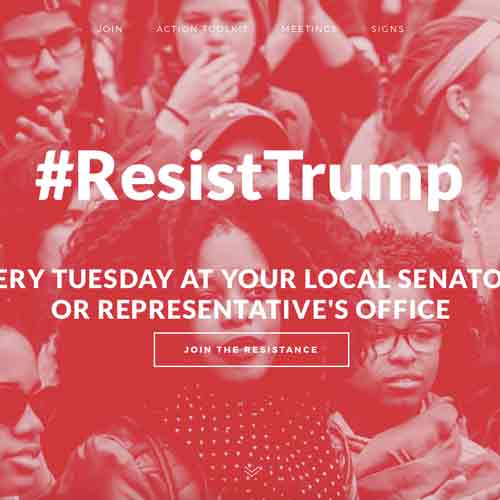 JOIN ACTION TOOLKIT MEETINGS SIGNS
#ResistTrump
ERY TUESDAY AT YOUR LOCAL SENATO
OR REPRESENTATIVE'S OFFICE
JOIN THE RESISTANCE